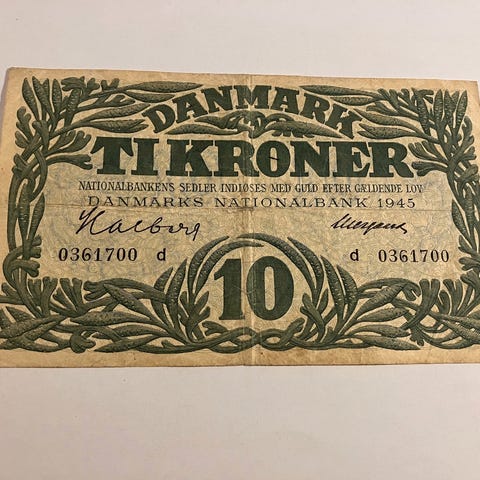 DANMARK
TI KRONER
NATIONALBANKENS SEDLER INDLØSES MED GULD EFTER GÆLDENDE LOV
DANMARKS NATIONALBANK 1945
0361700 d d 0361700
10